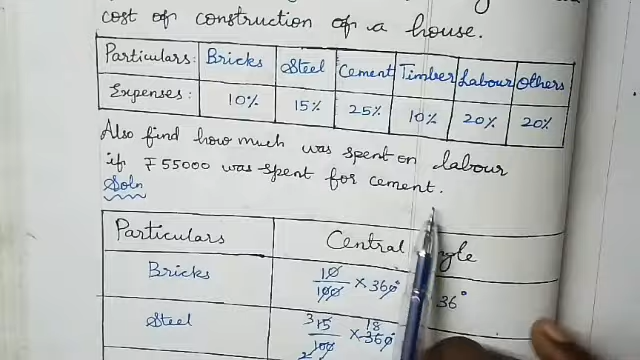 cost of construction of a house.
Particulars: Bricks Steel Cement Timber Labour Others
Expenses: 10% 15% 25% 10% 20% 20%
Also find how much was spent on labour
if ₹55000 was spent for cement.
Soln
Particulars Central
Bricks 10/100 × 360° 36°
Steel 3 15/100 × 18 360°
2